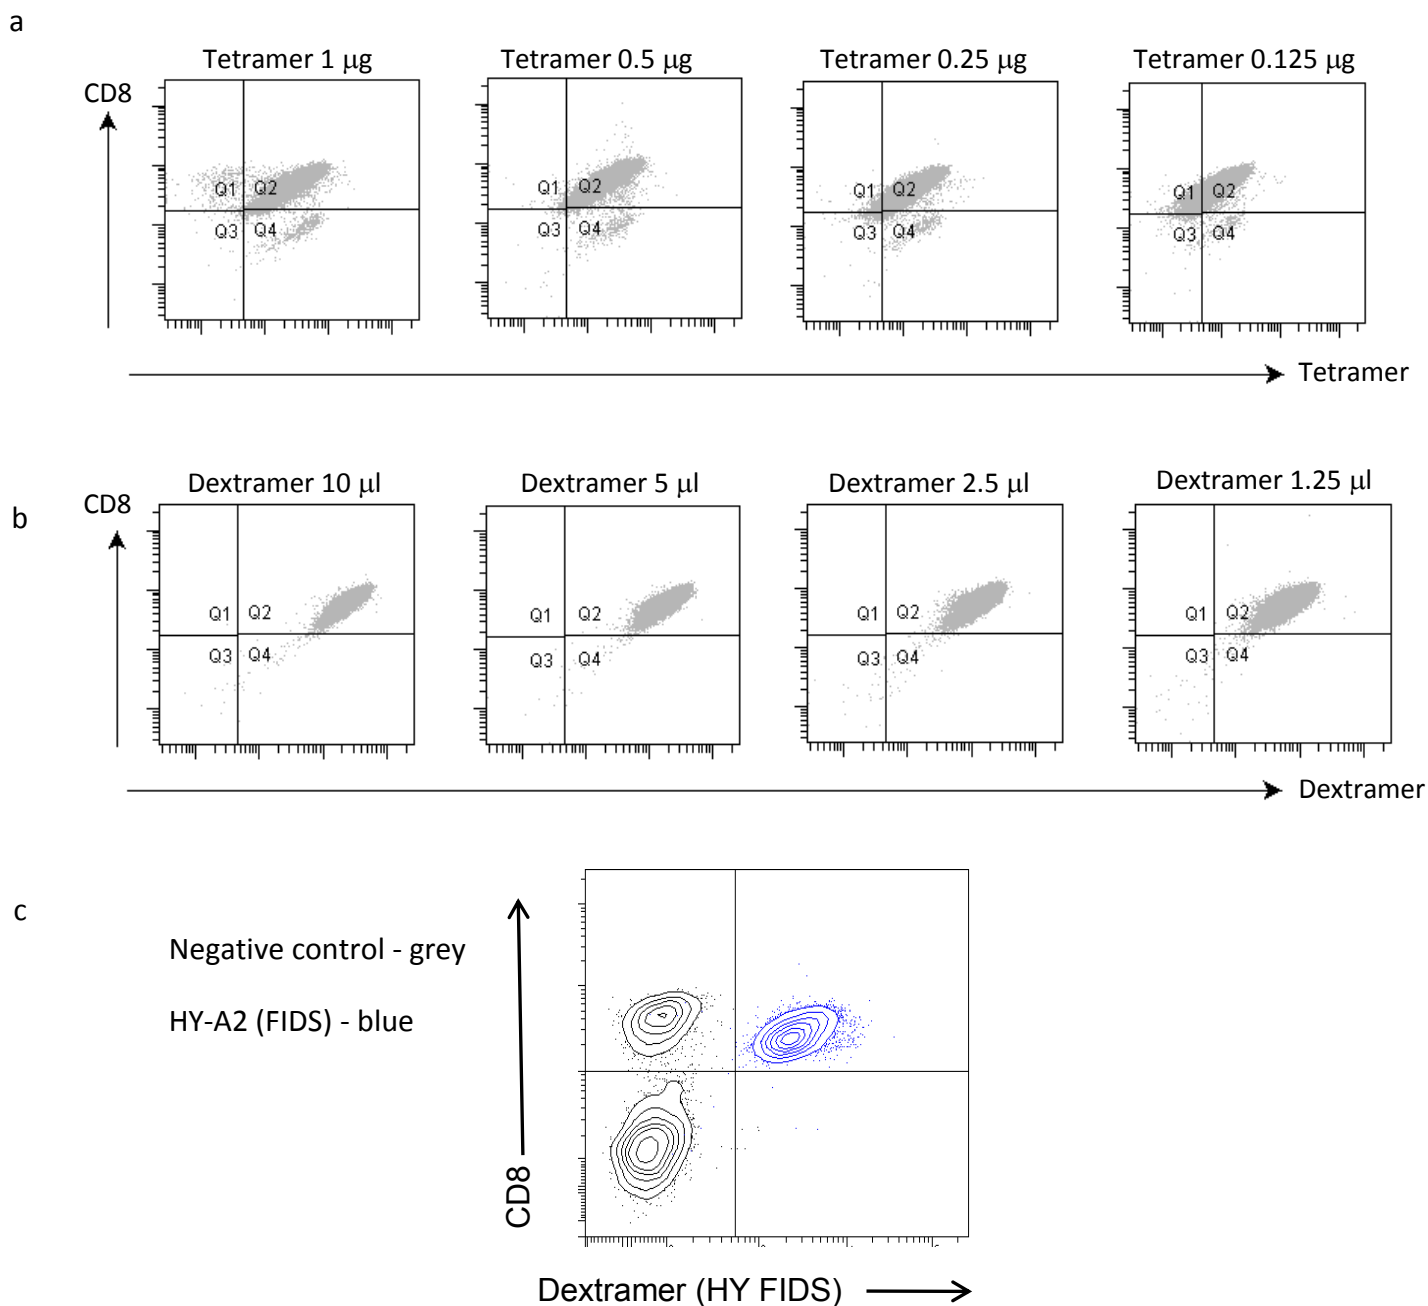 a
Tetramer 1 μg
Tetramer 0.5 μg
Tetramer 0.25 μg
Tetramer 0.125 μg
CD8
Q1 Q2
Q3 Q4
Q1 Q2
Q3 Q4
Q1 Q2
Q3 Q4
Q1 Q2
Q3 Q4
Tetramer
b
Dextramer 10 μl
Dextramer 5 μl
Dextramer 2.5 μl
Dextramer 1.25 μl
CD8
Q1 Q2
Q3 Q4
Q1 Q2
Q3 Q4
Q1 Q2
Q3 Q4
Q1 Q2
Q3 Q4
Dextramer
c
Negative control - grey
HY-A2 (FIDS) - blue
CD8
Dextramer (HY FIDS)